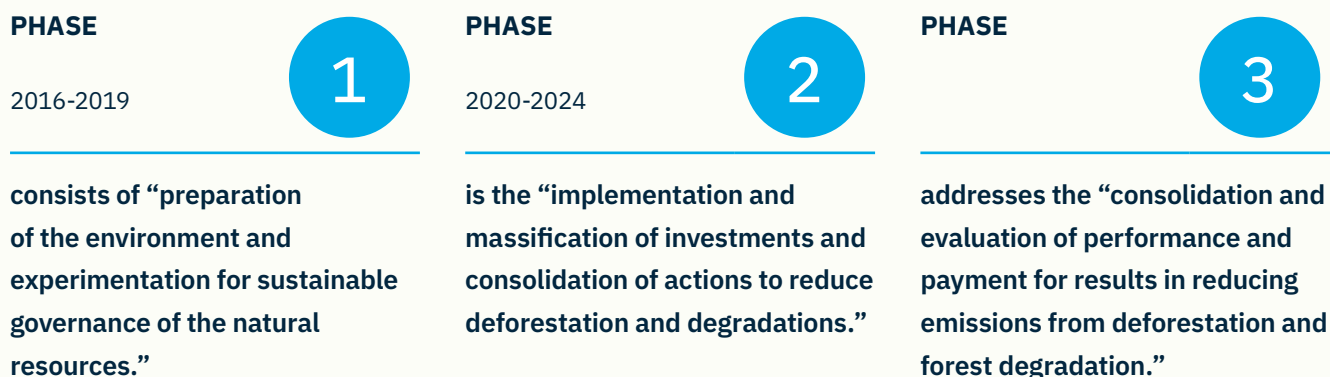 PHASE
1
2016-2019
consists of “preparation
of the environment and
experimentation for sustainable
governance of the natural
resources.”
PHASE
2
2020-2024
is the “implementation and
massification of investments and
consolidation of actions to reduce
deforestation and degradations.”
PHASE
3
addresses the “consolidation and
evaluation of performance and
payment for results in reducing
emissions from deforestation and
forest degradation.”